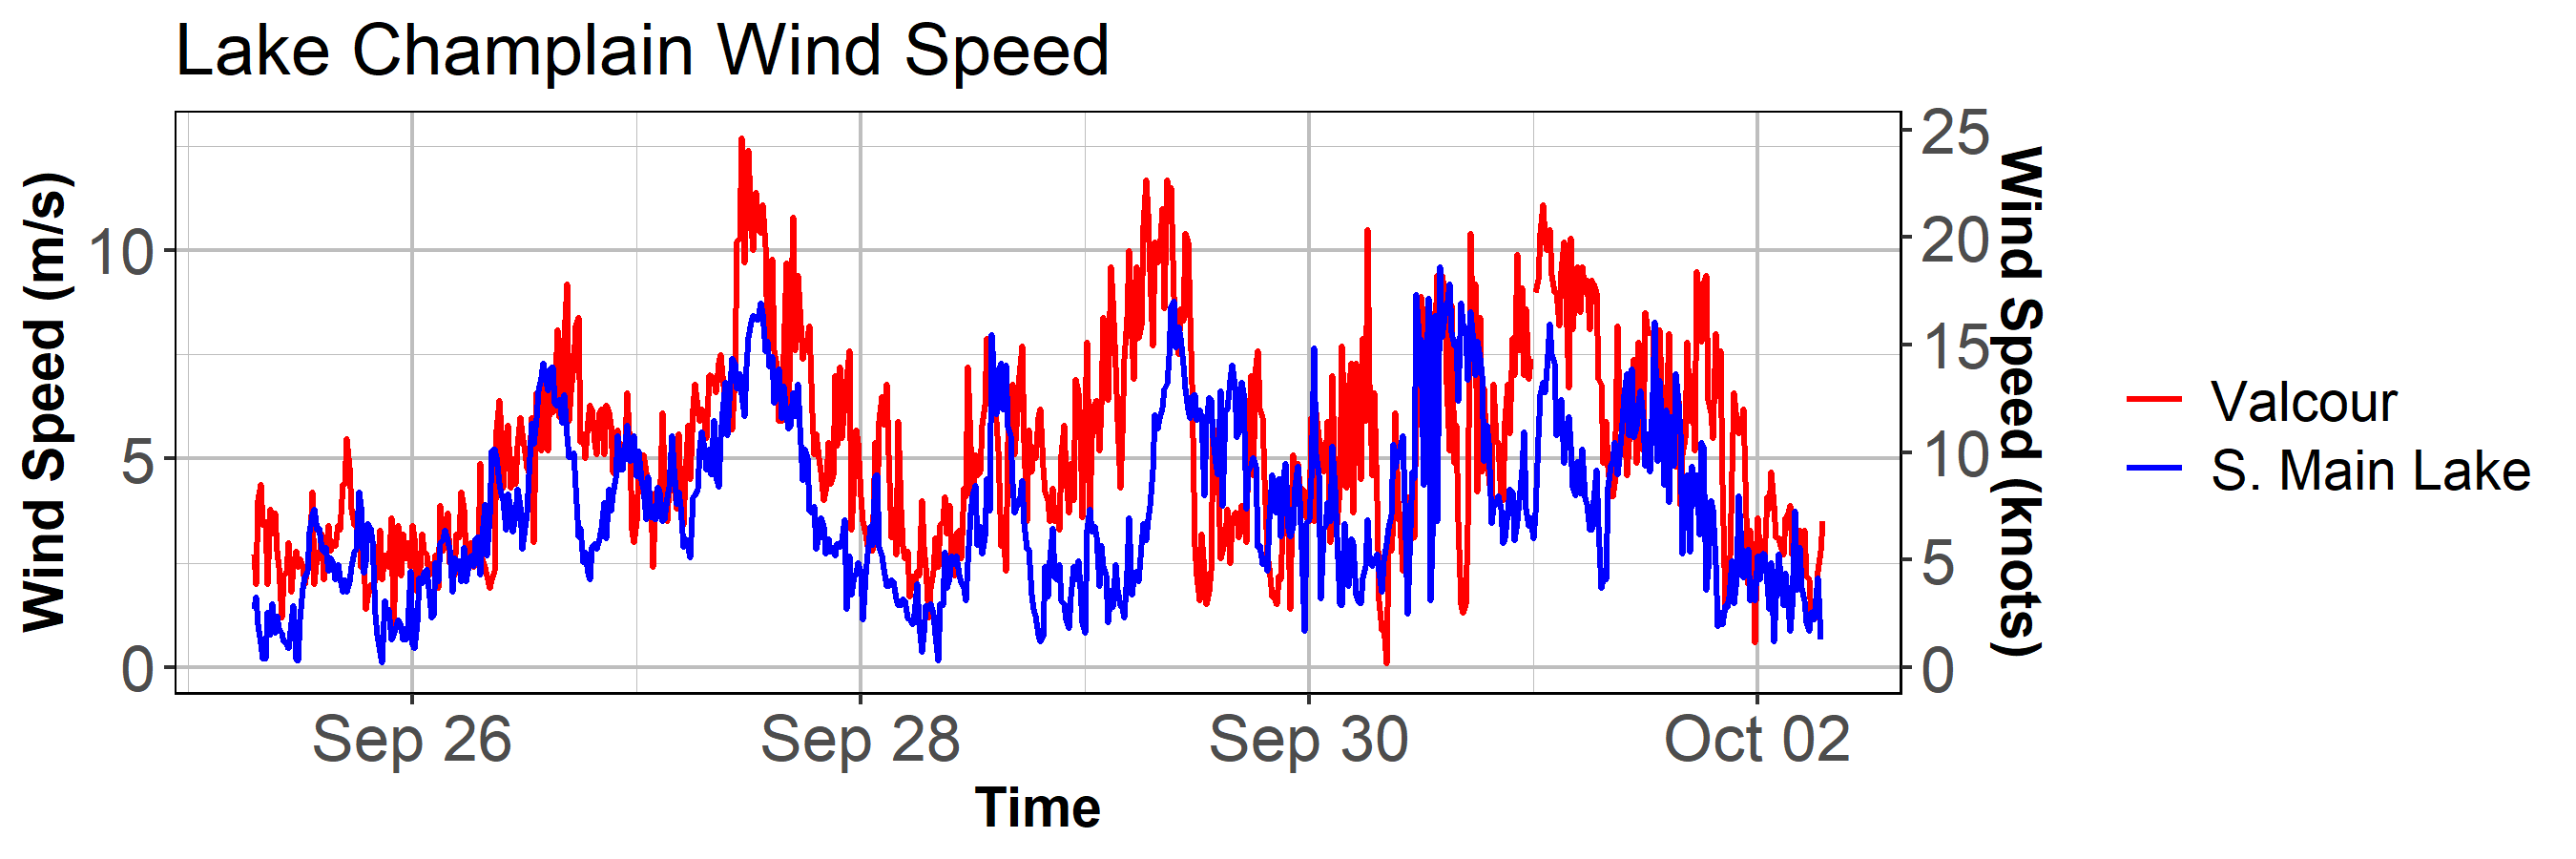 Lake Champlain Wind Speed
Wind Speed (m/s)
10
5
0
25
20
15
10
5
0
Wind Speed (knots)
Sep 26
Sep 28
Sep 30
Oct 02
Time
Valcour
S. Main Lake